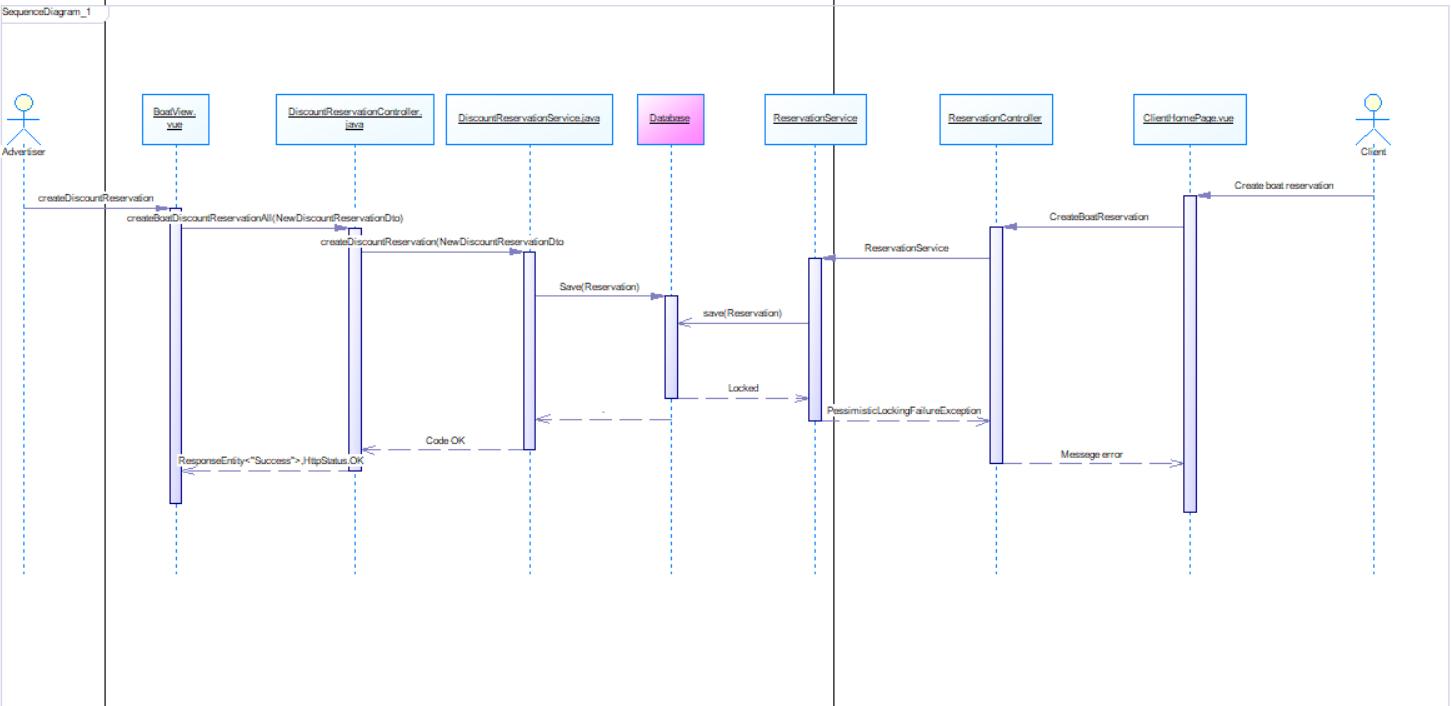 SequenceDiagram_1
BoatView.
vue
DiscountReservationController.
java
DiscountReservationService.java
Database
ReservationService
ReservationController
ClientHomePage.vue
Advertiser
Client
Create boat reservation
createDiscountReservation
createBoatDiscountReservationAll(NewDiscountReservationDto)
CreateBoatReservation
createDiscountReservation(NewDiscountReservationDto
ReservationService
Save(Reservation)
save(Reservation)
Locked
PessimisticLockingFailureException
Code OK
Message error
ResponseEntity<"Success">,HttpStatus.OK